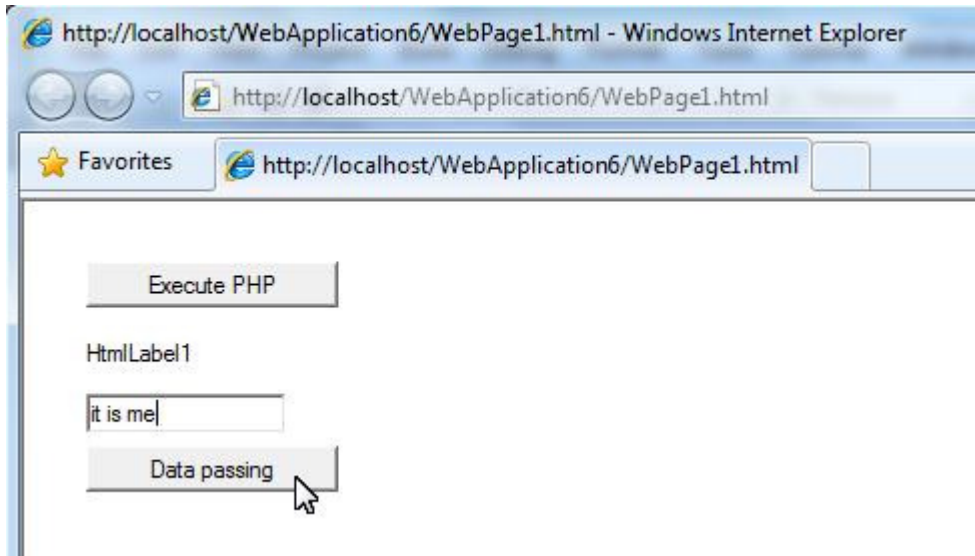 http://localhost/WebApplication6/WebPage1.html - Windows Internet Explorer
http://localhost/WebApplication6/WebPage1.html
Favorites http://localhost/WebApplication6/WebPage1.html
Execute PHP
HtmlLabel1
it is me
Data passing